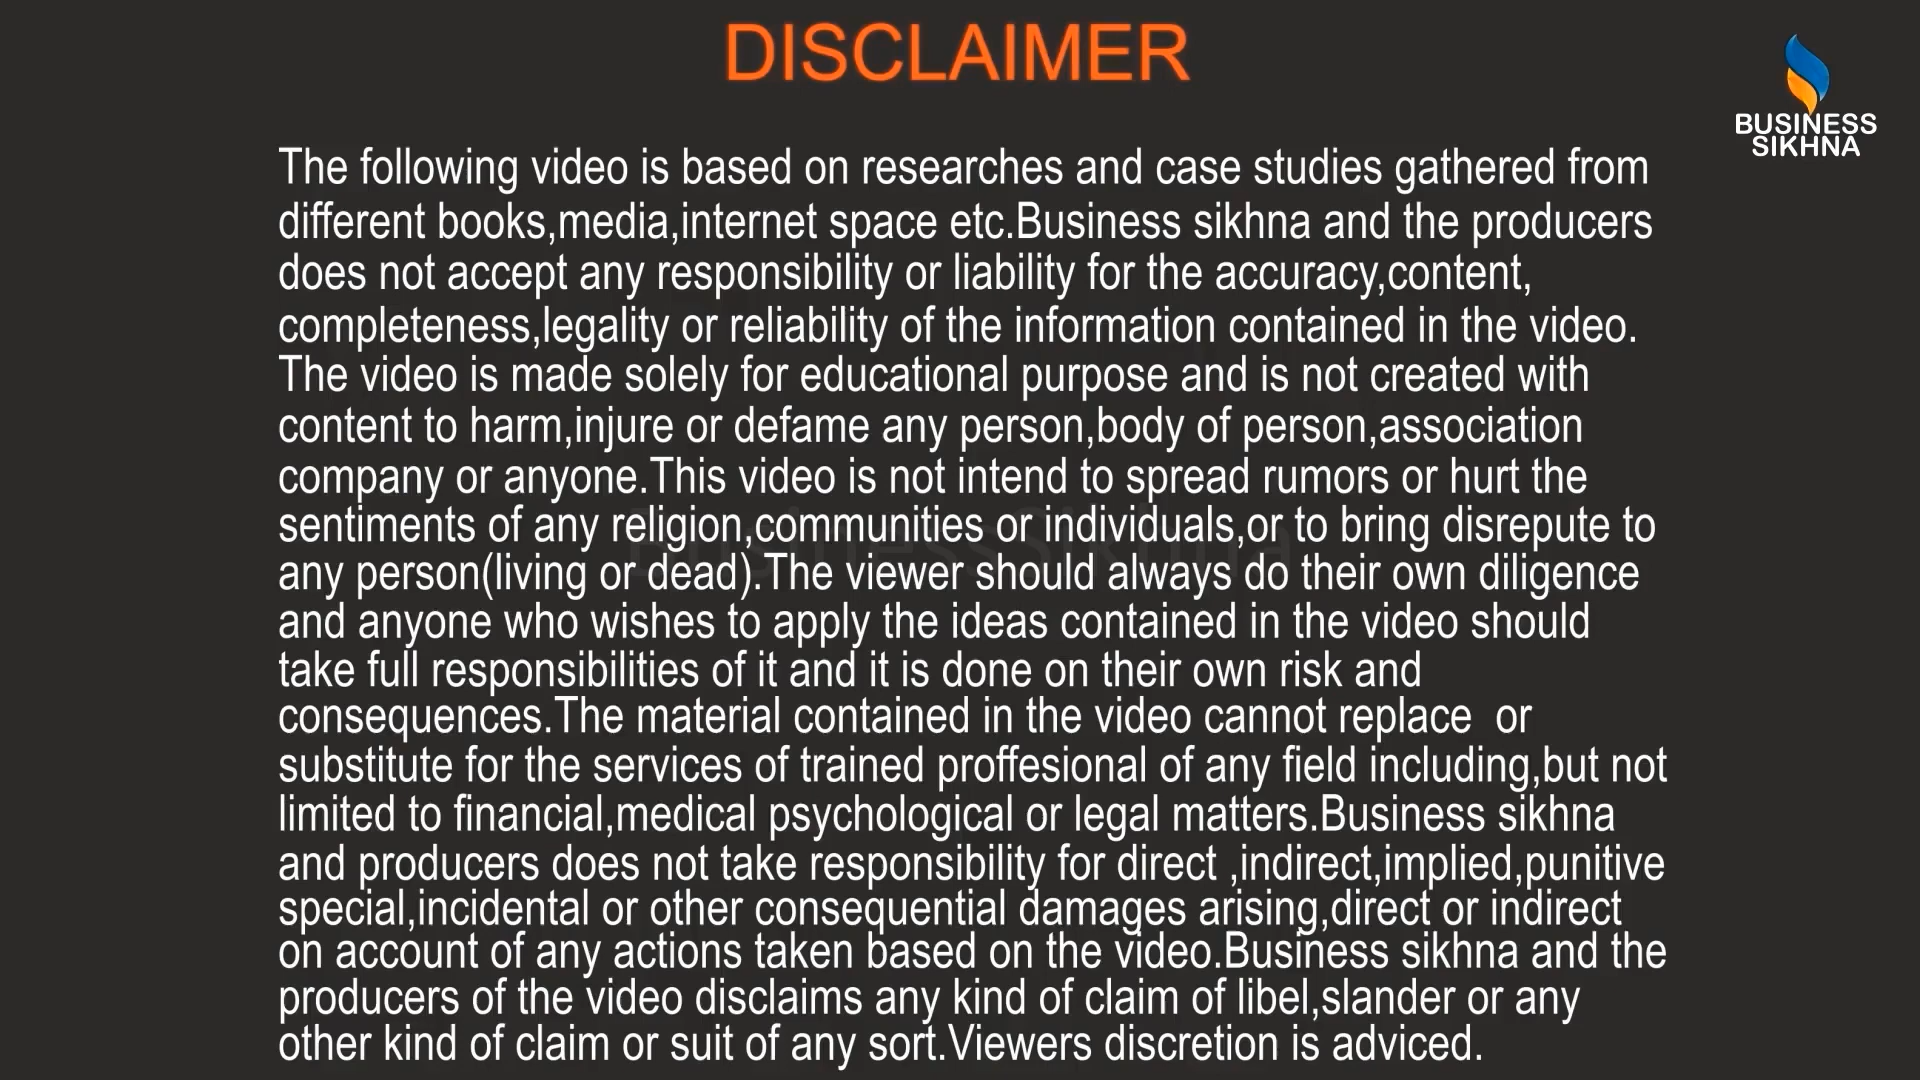 DISCLAIMER
BUSINESS
SIKHNA
The following video is based on researches and case studies gathered from
different books,media,internet space etc.Business sikhna and the producers
does not accept any responsibility or liability for the accuracy,content,
completeness,legality or reliability of the information contained in the video.
The video is made solely for educational purpose and is not created with
content to harm,injure or defame any person,body of person,association
company or anyone.This video is not intend to spread rumors or hurt the
sentiments of any religion,communities or individuals,or to bring disrepute to
BusinessSikhna
any person(living or dead).The viewer should always do their own diligence
and anyone who wishes to apply the ideas contained in the video should
take full responsibilities of it and it is done on their own risk and
consequences.The material contained in the video cannot replace  or
substitute for the services of trained proffesional of any field including,but not
limited to financial,medical psychological or legal matters.Business sikhna
and producers does not take responsibility for direct ,indirect,implied,punitive
special,incidental or other consequential damages arising,direct or indirect
on account of any actions taken based on the video.Business sikhna and the
producers of the video disclaims any kind of claim of libel,slander or any
other kind of claim or suit of any sort.Viewers discretion is adviced.